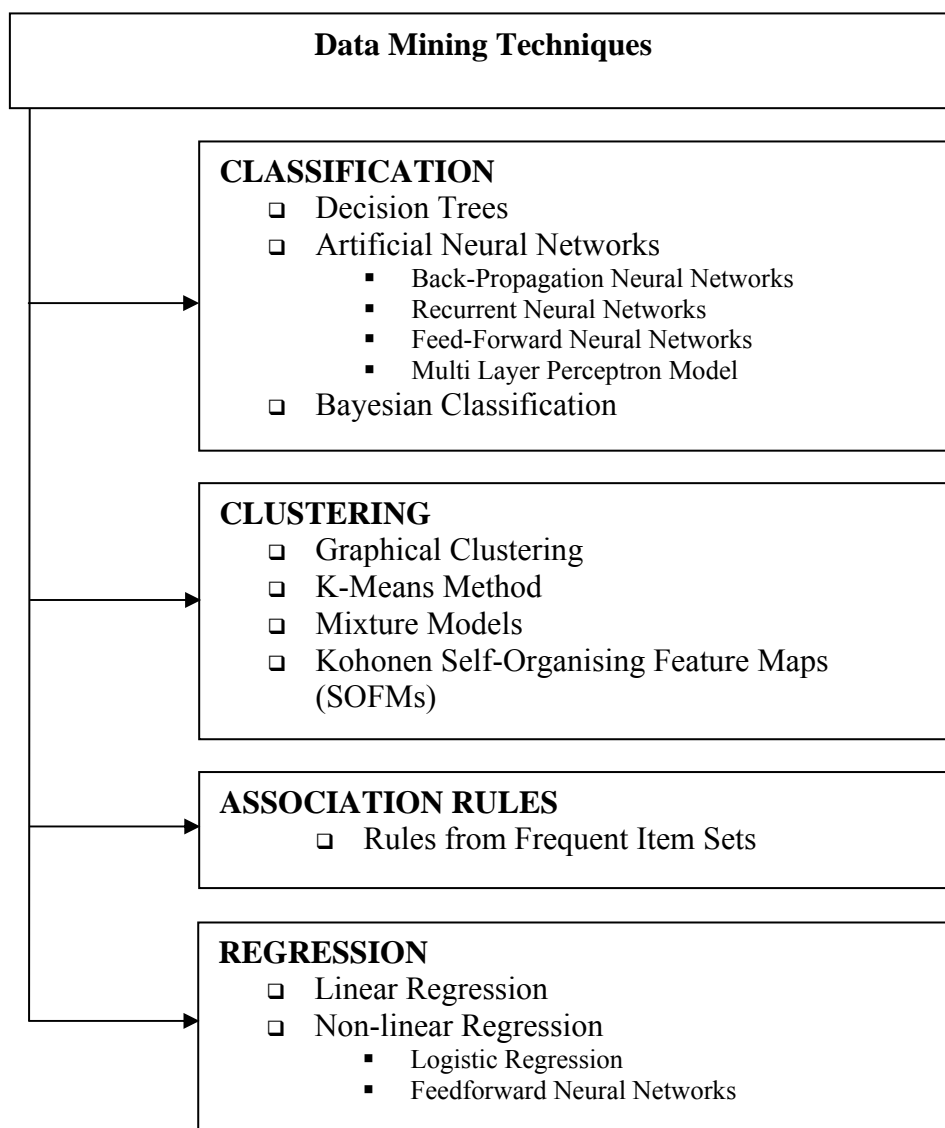 Data Mining Techniques
CLASSIFICATION
❑ Decision Trees
❑ Artificial Neural Networks
▪ Back-Propagation Neural Networks
▪ Recurrent Neural Networks
▪ Feed-Forward Neural Networks
▪ Multi Layer Perceptron Model
❑ Bayesian Classification
CLUSTERING
❑ Graphical Clustering
❑ K-Means Method
❑ Mixture Models
❑ Kohonen Self-Organising Feature Maps
(SOFMs)
ASSOCIATION RULES
❑ Rules from Frequent Item Sets
REGRESSION
❑ Linear Regression
❑ Non-linear Regression
▪ Logistic Regression
▪ Feedforward Neural Networks